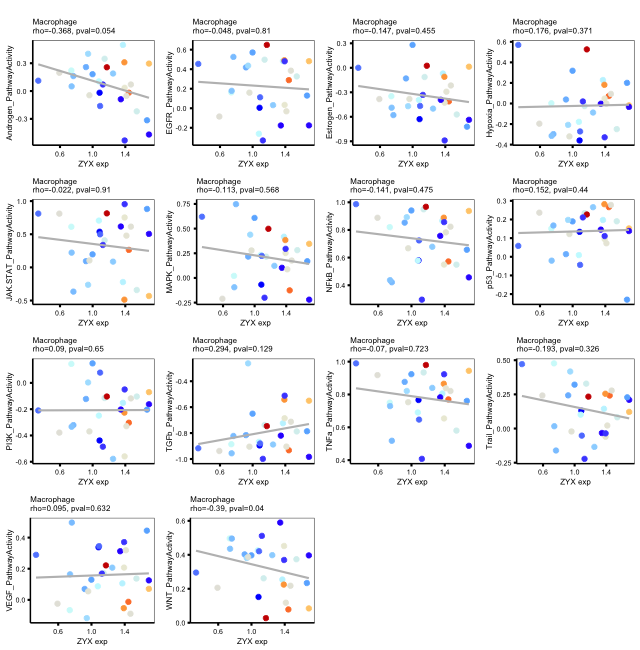 Macrophage
rho=-0.368, pval=0.054
Androgen_PathwayActivity
0.3
0.0
-0.3
0.6
1.0
1.4
ZYX exp
Macrophage
rho=-0.048, pval=0.81
EGFR_PathwayActivity
0.6
0.4
0.2
0.0
-0.2
0.6
1.0
1.4
ZYX exp
Macrophage
rho=-0.147, pval=0.455
Estrogen_PathwayActivity
0.3
0.0
-0.3
-0.6
-0.9
0.6
1.0
1.4
ZYX exp
Macrophage
rho=0.176, pval=0.371
Hypoxia_PathwayActivity
0.6
0.4
0.2
0.0
-0.2
-0.4
0.6
1.0
1.4
ZYX exp
Macrophage
rho=-0.022, pval=0.91
JAK-STAT_PathwayActivity
1.0
0.5
0.0
-0.5
0.6
1.0
1.4
ZYX exp
Macrophage
rho=-0.113, pval=0.568
MAPK_PathwayActivity
0.75
0.50
0.25
0.00
-0.25
0.6
1.0
1.4
ZYX exp
Macrophage
rho=-0.141, pval=0.475
NFkB_PathwayActivity
1.0
0.8
0.6
0.4
0.6
1.0
1.4
ZYX exp
Macrophage
rho=0.152, pval=0.44
p53_PathwayActivity
0.3
0.2
0.1
0.0
-0.1
-0.2
0.6
1.0
1.4
ZYX exp
Macrophage
rho=0.09, pval=0.65
PI3K_PathwayActivity
0.0
-0.2
-0.4
-0.6
0.6
1.0
1.4
ZYX exp
Macrophage
rho=0.294, pval=0.129
TGFb_PathwayActivity
-0.4
-0.6
-0.8
-1.0
0.6
1.0
1.4
ZYX exp
Macrophage
rho=-0.07, pval=0.723
TNFa_PathwayActivity
1.0
0.8
0.6
0.4
0.6
1.0
1.4
ZYX exp
Macrophage
rho=-0.193, pval=0.326
Trail_PathwayActivity
0.50
0.25
0.00
-0.25
0.6
1.0
1.4
ZYX exp
Macrophage
rho=0.095, pval=0.632
VEGF_PathwayActivity
0.4
0.2
0.0
0.6
1.0
1.4
ZYX exp
Macrophage
rho=-0.39, pval=0.04
WNT_PathwayActivity
0.6
0.4
0.2
0.0
0.6
1.0
1.4
ZYX exp